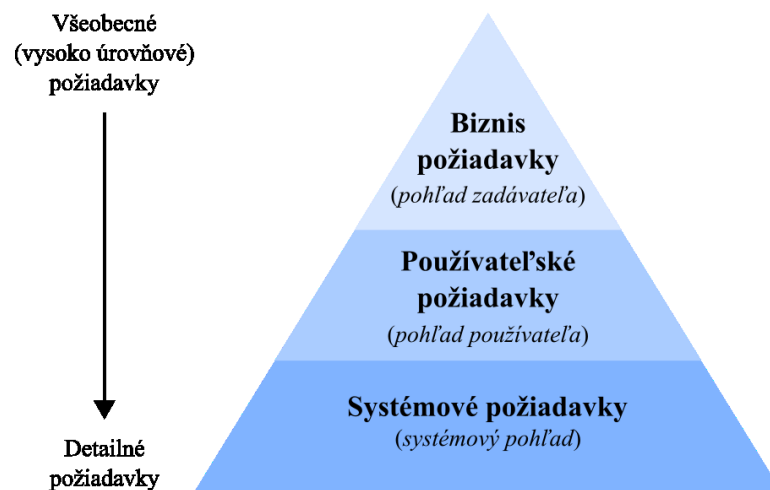 Všeobecné
(vysoko úrovňové)
požiadavky
Biznis
požiadavky
(pohľad zadávateľa)
Používateľské
požiadavky
(pohľad používateľa)
Systémové požiadavky
(systémový pohľad)
Detailné
požiadavky